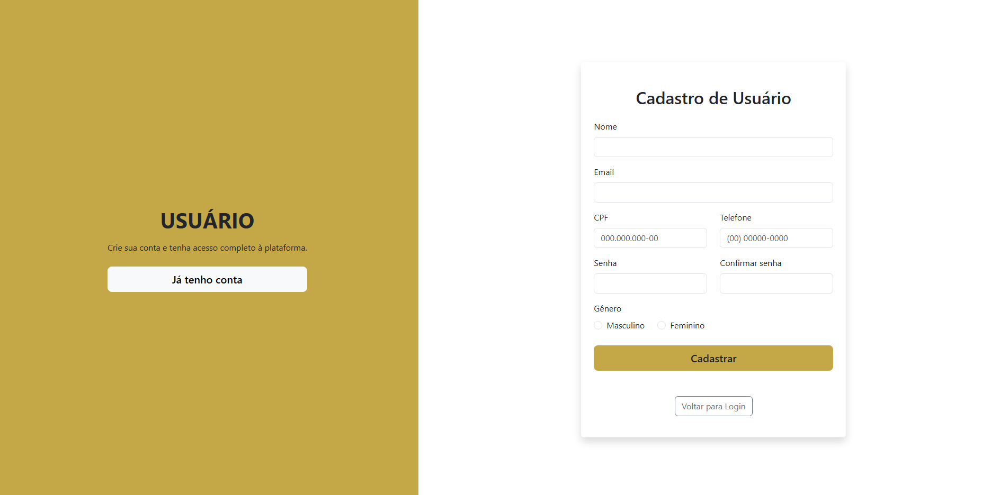 USUÁRIO
Crie sua conta e tenha acesso completo à plataforma.
Já tenho conta
Cadastro de Usuário
Nome
Email
CPF
Telefone
000.000.000-00
(00) 00000-0000
Senha
Confirmar senha
Gênero
Masculino
Feminino
Cadastrar
Voltar para Login